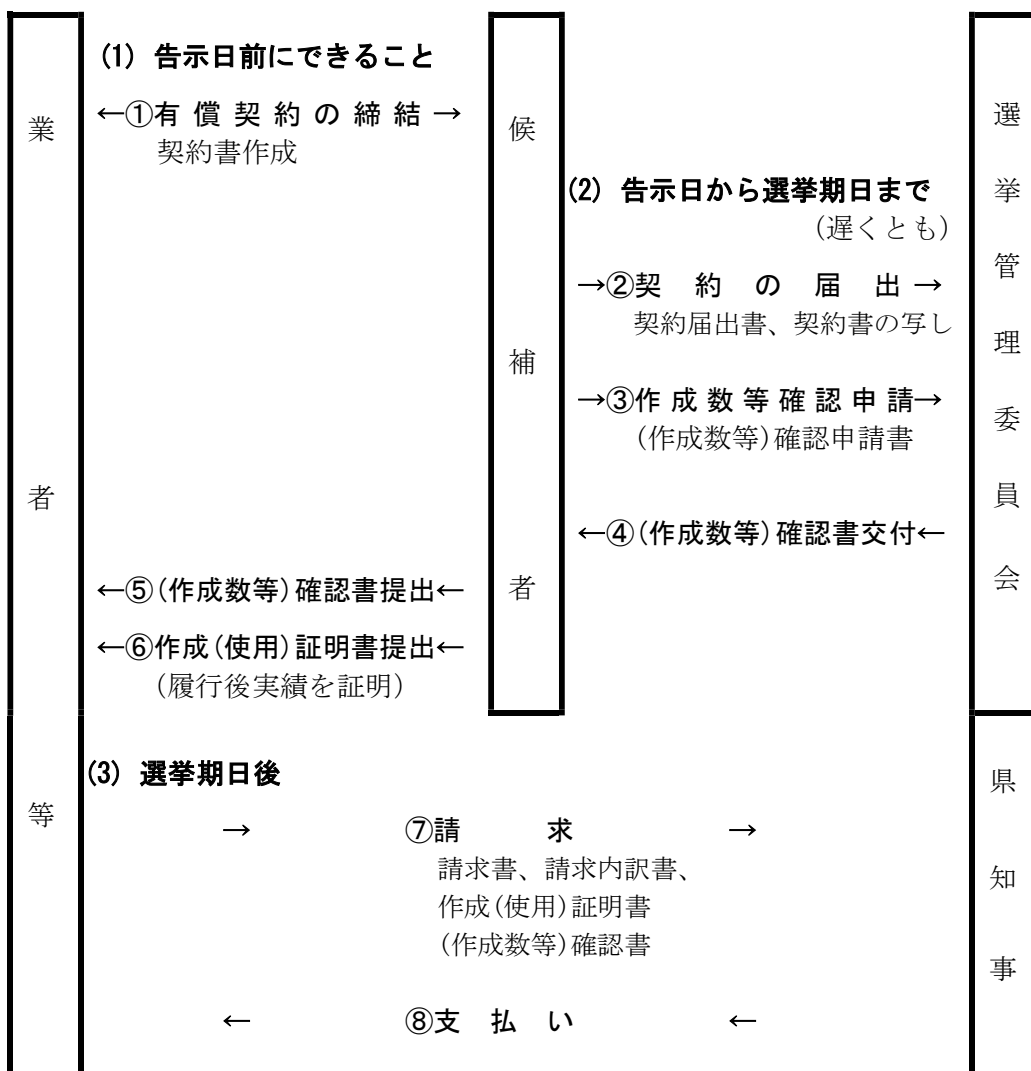 (1) 告示日前にできること
←①有償契約の締結→
契約書作成
業者等
候補者
選挙管理委員会
(2) 告示日から選挙期日まで
(遅くとも)
→②契約の届出→
契約届出書、契約書の写し
→③作成数等確認申請→
(作成数等)確認申請書
←④(作成数等)確認書交付←
←⑤(作成数等)確認書提出←
←⑥作成(使用)証明書提出←
(履行後実績を証明)
(3) 選挙期日後
県知事
→ ⑦請求 →
請求書、請求内訳書、
作成(使用)証明書
(作成数等)確認書
← ⑧支払い ←